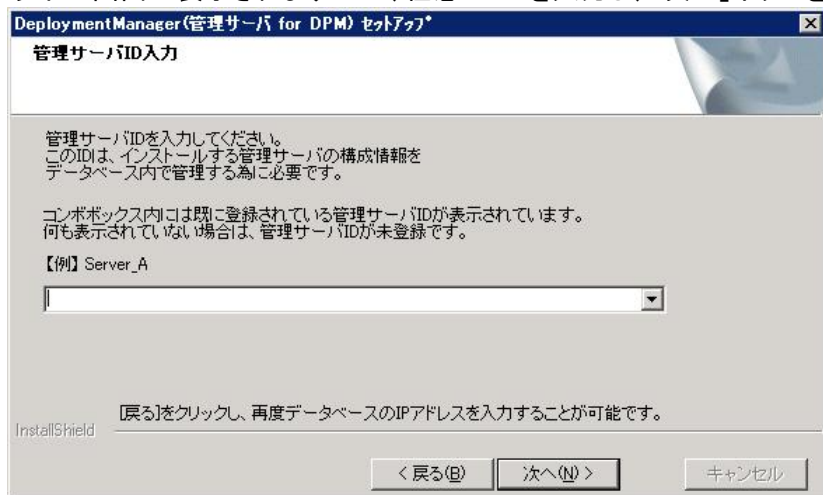 DeploymentManager(管理サーバ for DPM) セットアップ
管理サーバID入力
管理サーバIDを入力してください。
このIDは、インストールする管理サーバの構成情報を
データベース内で管理する為に必要です。
コンボボックス内には既に登録されている管理サーバIDが表示されています。
何も表示されていない場合は、管理サーバIDが未登録です。
【例】 Server_A
[戻る]をクリックし、再度データベースのIPアドレスを入力することが可能です。
InstallShield
< 戻る(B)
次へ(N) >
キャンセル